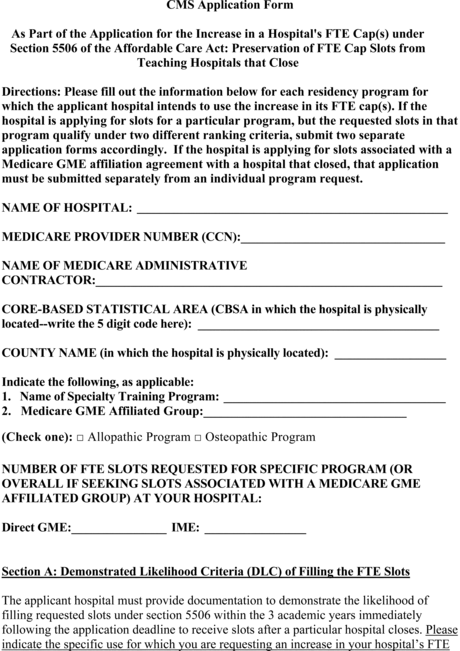 CMS Application Form
As Part of the Application for the Increase in a Hospital's FTE Cap(s) under
Section 5506 of the Affordable Care Act: Preservation of FTE Cap Slots from
Teaching Hospitals that Close
Directions: Please fill out the information below for each residency program for
which the applicant hospital intends to use the increase in its FTE cap(s). If the
hospital is applying for slots for a particular program, but the requested slots in that
program qualify under two different ranking criteria, submit two separate
application forms accordingly. If the hospital is applying for slots associated with a
Medicare GME affiliation agreement with a hospital that closed, that application
must be submitted separately from an individual program request.
NAME OF HOSPITAL: ___
MEDICARE PROVIDER NUMBER (CCN): ___
NAME OF MEDICARE ADMINISTRATIVE
CONTRACTOR: ___
CORE-BASED STATISTICAL AREA (CBSA in which the hospital is physically
located--write the 5 digit code here): ___
COUNTY NAME (in which the hospital is physically located): ___
Indicate the following, as applicable:
1. Name of Specialty Training Program: ___
2. Medicare GME Affiliated Group: ___
(Check one): □ Allopathic Program □ Osteopathic Program
NUMBER OF FTE SLOTS REQUESTED FOR SPECIFIC PROGRAM (OR
OVERALL IF SEEKING SLOTS ASSOCIATED WITH A MEDICARE GME
AFFILIATED GROUP) AT YOUR HOSPITAL:
Direct GME: ___ IME: ___
Section A: Demonstrated Likelihood Criteria (DLC) of Filling the FTE Slots
The applicant hospital must provide documentation to demonstrate the likelihood of
filling requested slots under section 5506 within the 3 academic years immediately
following the application deadline to receive slots after a particular hospital closes. Please
indicate the specific use for which you are requesting an increase in your hospital's FTE